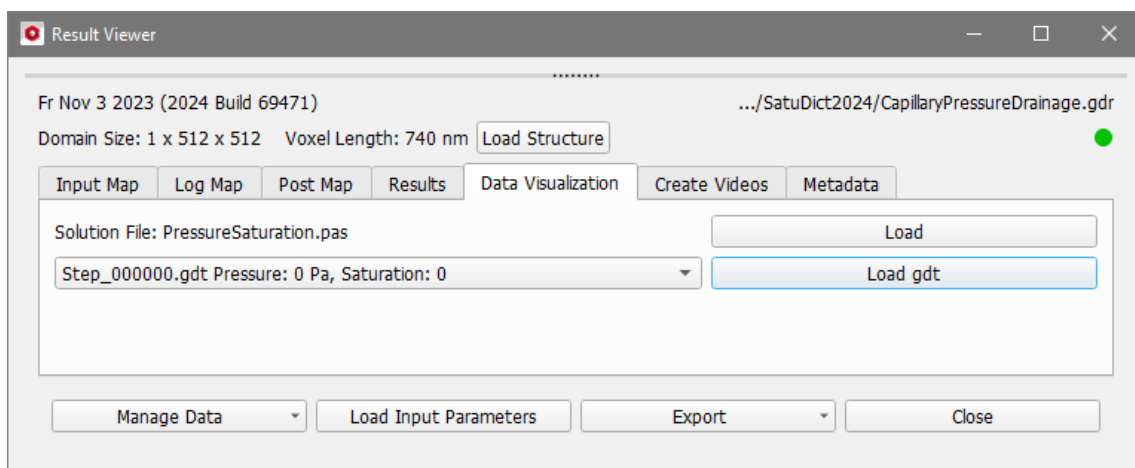 Result Viewer
Fr Nov 3 2023 (2024 Build 69471) .../SatuDict2024/CapillaryPressureDrainage.gdr
Domain Size: 1 x 512 x 512 Voxel Length: 740 nm Load Structure
Input Map Log Map Post Map Results Data Visualization Create Videos Metadata
Solution File: PressureSaturation.pas Load
Step_000000.gdt Pressure: 0 Pa, Saturation: 0 Load gdt
Manage Data Load Input Parameters Export Close